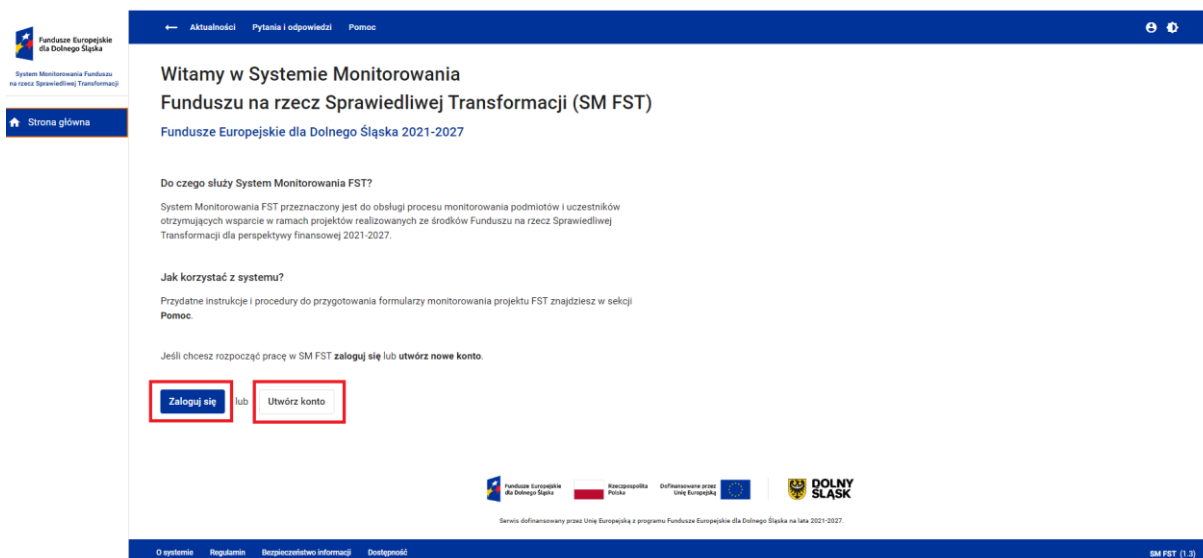 Fundusze Europejskie
dla Dolnego Śląska
System Monitorowania Funduszu
na rzecz Sprawiedliwej Transformacji
Strona główna
Aktualności Pytania i odpowiedzi Pomoc
Witamy w Systemie Monitorowania
Funduszu na rzecz Sprawiedliwej Transformacji (SM FST)
Fundusze Europejskie dla Dolnego Śląska 2021-2027
Do czego służy System Monitorowania FST?
System Monitorowania FST przeznaczony jest do obsługi procesu monitorowania podmiotów i uczestników
otrzymujących wsparcie w ramach projektów realizowanych ze środków Funduszu na rzecz Sprawiedliwej
Transformacji dla perspektywy finansowej 2021-2027.
Jak korzystać z systemu?
Przydatne instrukcje i procedury do przygotowania formularzy monitorowania projektu FST znajdziesz w sekcji
Pomoc.
Jeśli chcesz rozpocząć pracę w SM FST zaloguj się lub utwórz nowe konto.
Zaloguj się lub Utwórz konto
Fundusze Europejskie
dla Dolnego Śląska
Rzeczpospolita
Polska
Dofinansowane przez
Unię Europejską
DOLNY
ŚLĄSK
Serwis dofinansowany przez Unię Europejską z programu Fundusze Europejskie dla Dolnego Śląska na lata 2021-2027.
O systemie Regulamin Bezpieczeństwo informacji Dostępność SM FST (1.3)